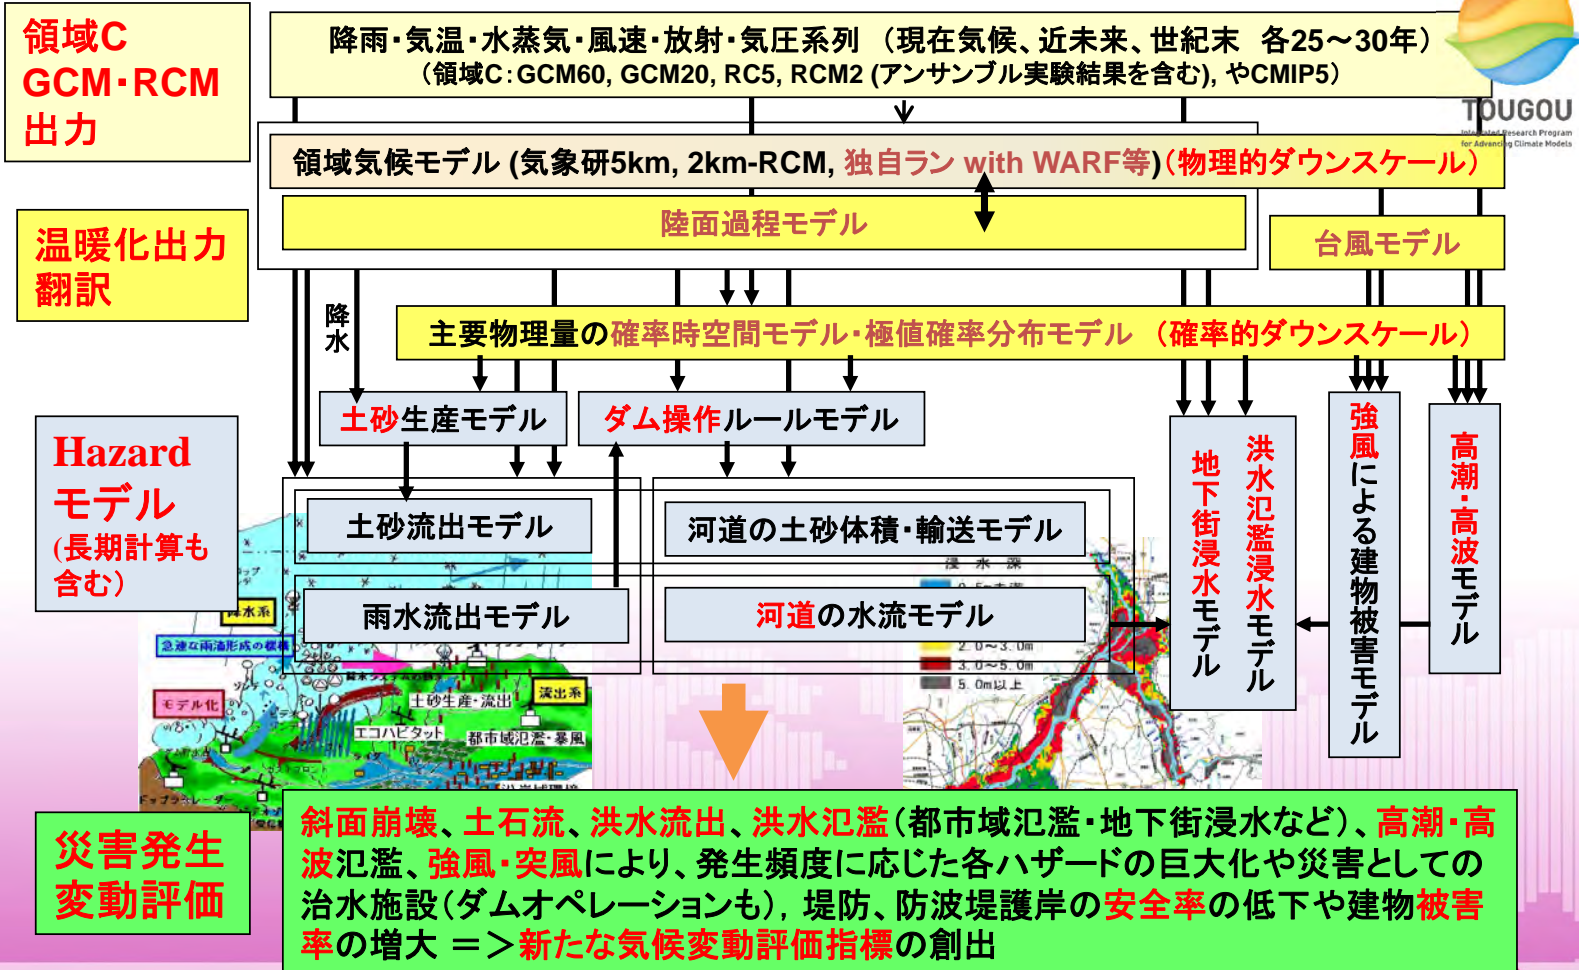 領域C
GCM・RCM
出力
降雨・気温・水蒸気・風速・放射・気圧系列 （現在気候、近未来、世紀末 各25～30年）
（領域C：GCM60, GCM20, RC5, RCM2 (アンサンブル実験結果を含む), やCMIP5）
TOUGOU
Integrated Research Program
for Advancing Climate Models
領域気候モデル (気象研5km, 2km-RCM, 独自ラン with WARF等)（物理的ダウンスケール）
陸面過程モデル
台風モデル
温暖化出力
翻訳
降水
主要物理量の確率時空間モデル・極値確率分布モデル （確率的ダウンスケール）
土砂生産モデル
ダム操作ルールモデル
Hazard
モデル
(長期計算も
含む）
土砂流出モデル
河道の土砂体積・輸送モデル
雨水流出モデル
河道の水流モデル
洪水氾濫浸水モデル
地下街浸水モデル
強風による建物被害モデル
高潮・高波モデル
浸 水 深
2.0～3.0m
3.0～5.0m
5.0m以上
降水系
モデル化
土砂生産・流出
流出系
エコハビタット
都市域氾濫・暴風
災害発生
変動評価
斜面崩壊、土石流、洪水流出、洪水氾濫（都市域氾濫・地下街浸水など）、高潮・高
波氾濫、強風・突風により、発生頻度に応じた各ハザードの巨大化や災害としての
治水施設（ダムオペレーションも）, 堤防、防波堤護岸の安全率の低下や建物被害
率の増大 ＝＞新たな気候変動評価指標の創出